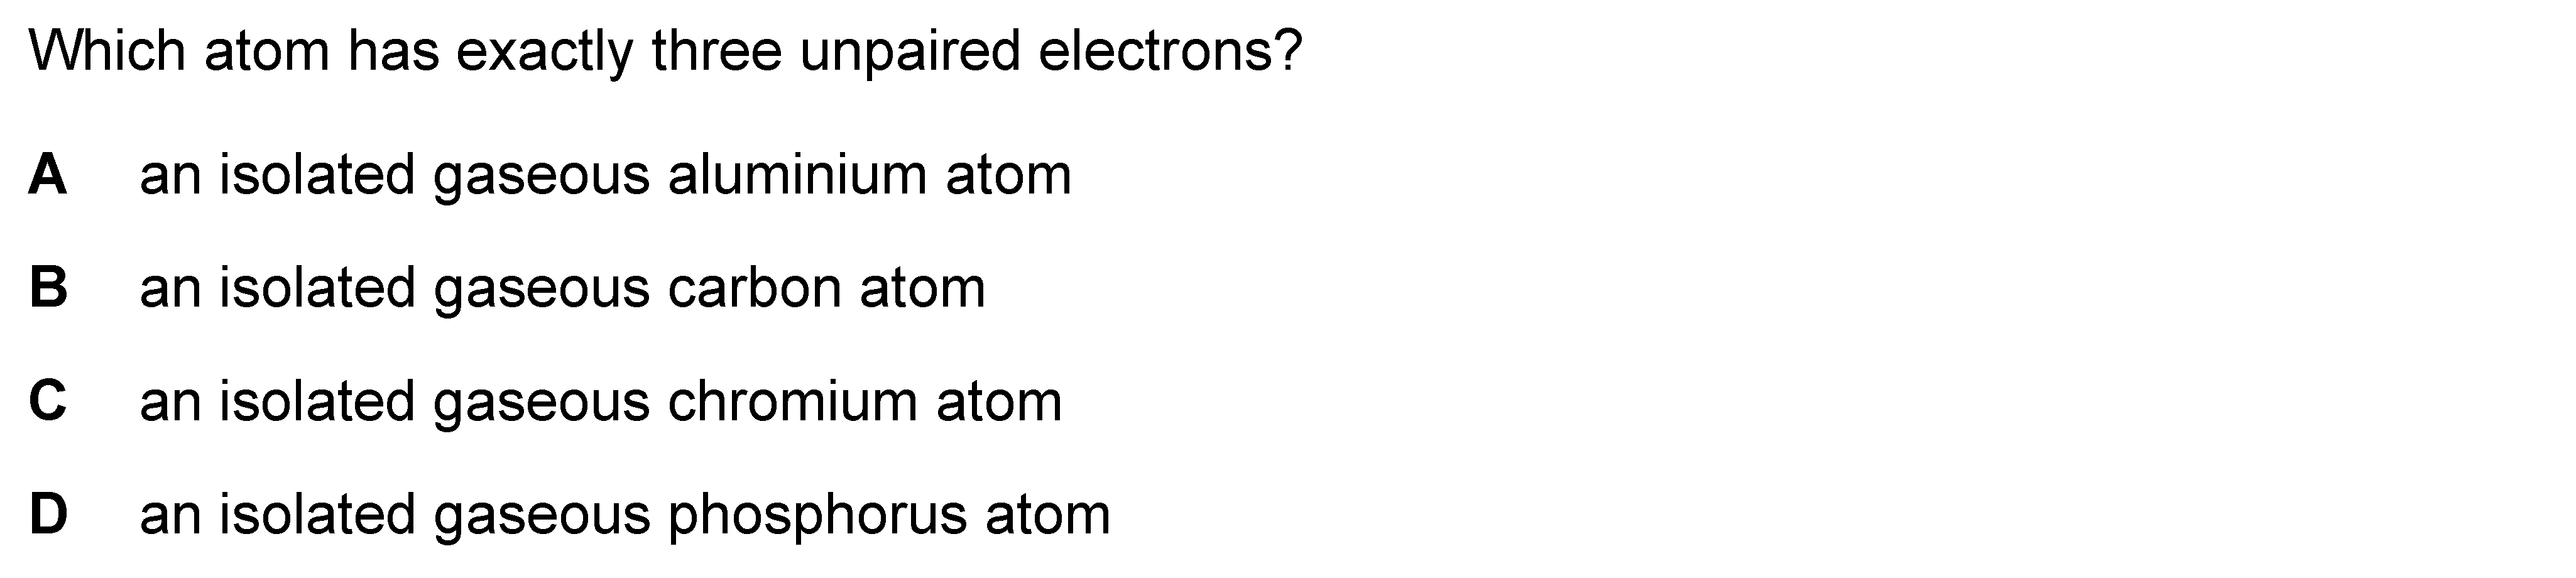 Which atom has exactly three unpaired electrons?
A an isolated gaseous aluminium atom
B an isolated gaseous carbon atom
C an isolated gaseous chromium atom
D an isolated gaseous phosphorus atom